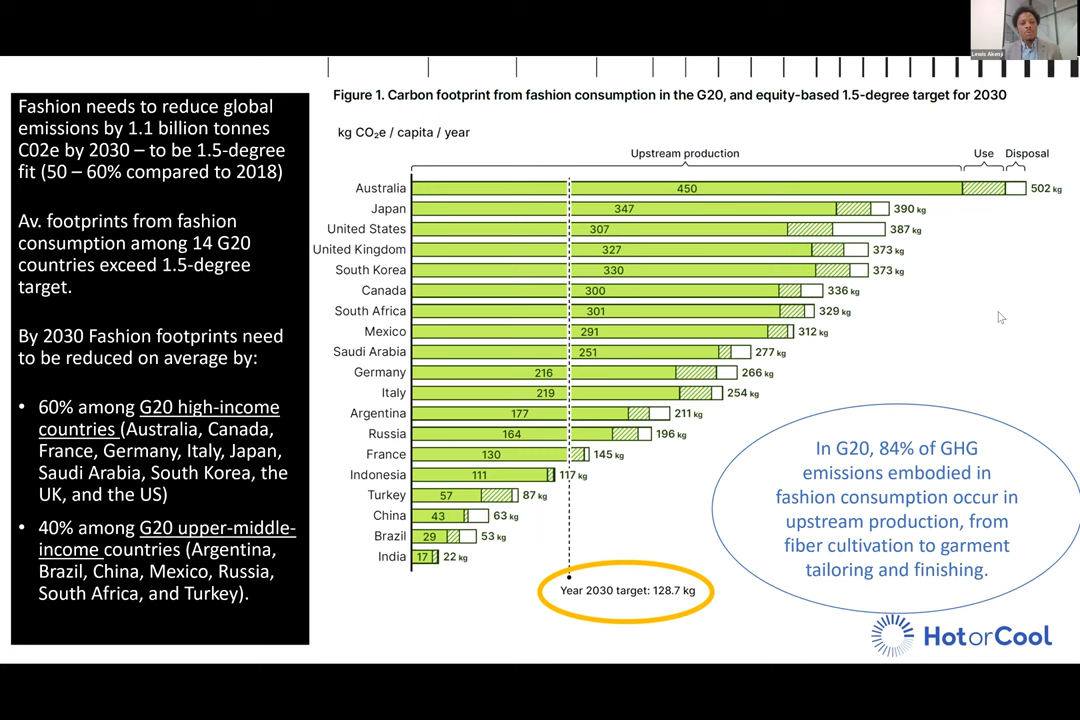 Lewis Akenji
Fashion needs to reduce global
emissions by 1.1 billion tonnes
C02e by 2030 – to be 1.5-degree
fit (50 – 60% compared to 2018)
Av. footprints from fashion
consumption among 14 G20
countries exceed 1.5-degree
target.
By 2030 Fashion footprints need
to be reduced on average by:
• 60% among G20 high-income
countries (Australia, Canada,
France, Germany, Italy, Japan,
Saudi Arabia, South Korea, the
UK, and the US)
• 40% among G20 upper-middle-
income countries (Argentina,
Brazil, China, Mexico, Russia,
South Africa, and Turkey).
Figure 1. Carbon footprint from fashion consumption in the G20, and equity-based 1.5-degree target for 2030
kg CO₂e / capita / year
Upstream production Use Disposal
Australia 450 502 kg
Japan 347 390 kg
United States 307 387 kg
United Kingdom 327 373 kg
South Korea 330 373 kg
Canada 300 336 kg
South Africa 301 329 kg
Mexico 291 312 kg
Saudi Arabia 251 277 kg
Germany 216 266 kg
Italy 219 254 kg
Argentina 177 211 kg
Russia 164 196 kg
France 130 145 kg
Indonesia 111 117 kg
Turkey 57 87 kg
China 43 63 kg
Brazil 29 53 kg
India 17 22 kg
Year 2030 target: 128.7 kg
In G20, 84% of GHG
emissions embodied in
fashion consumption occur in
upstream production, from
fiber cultivation to garment
tailoring and finishing.
HotorCool